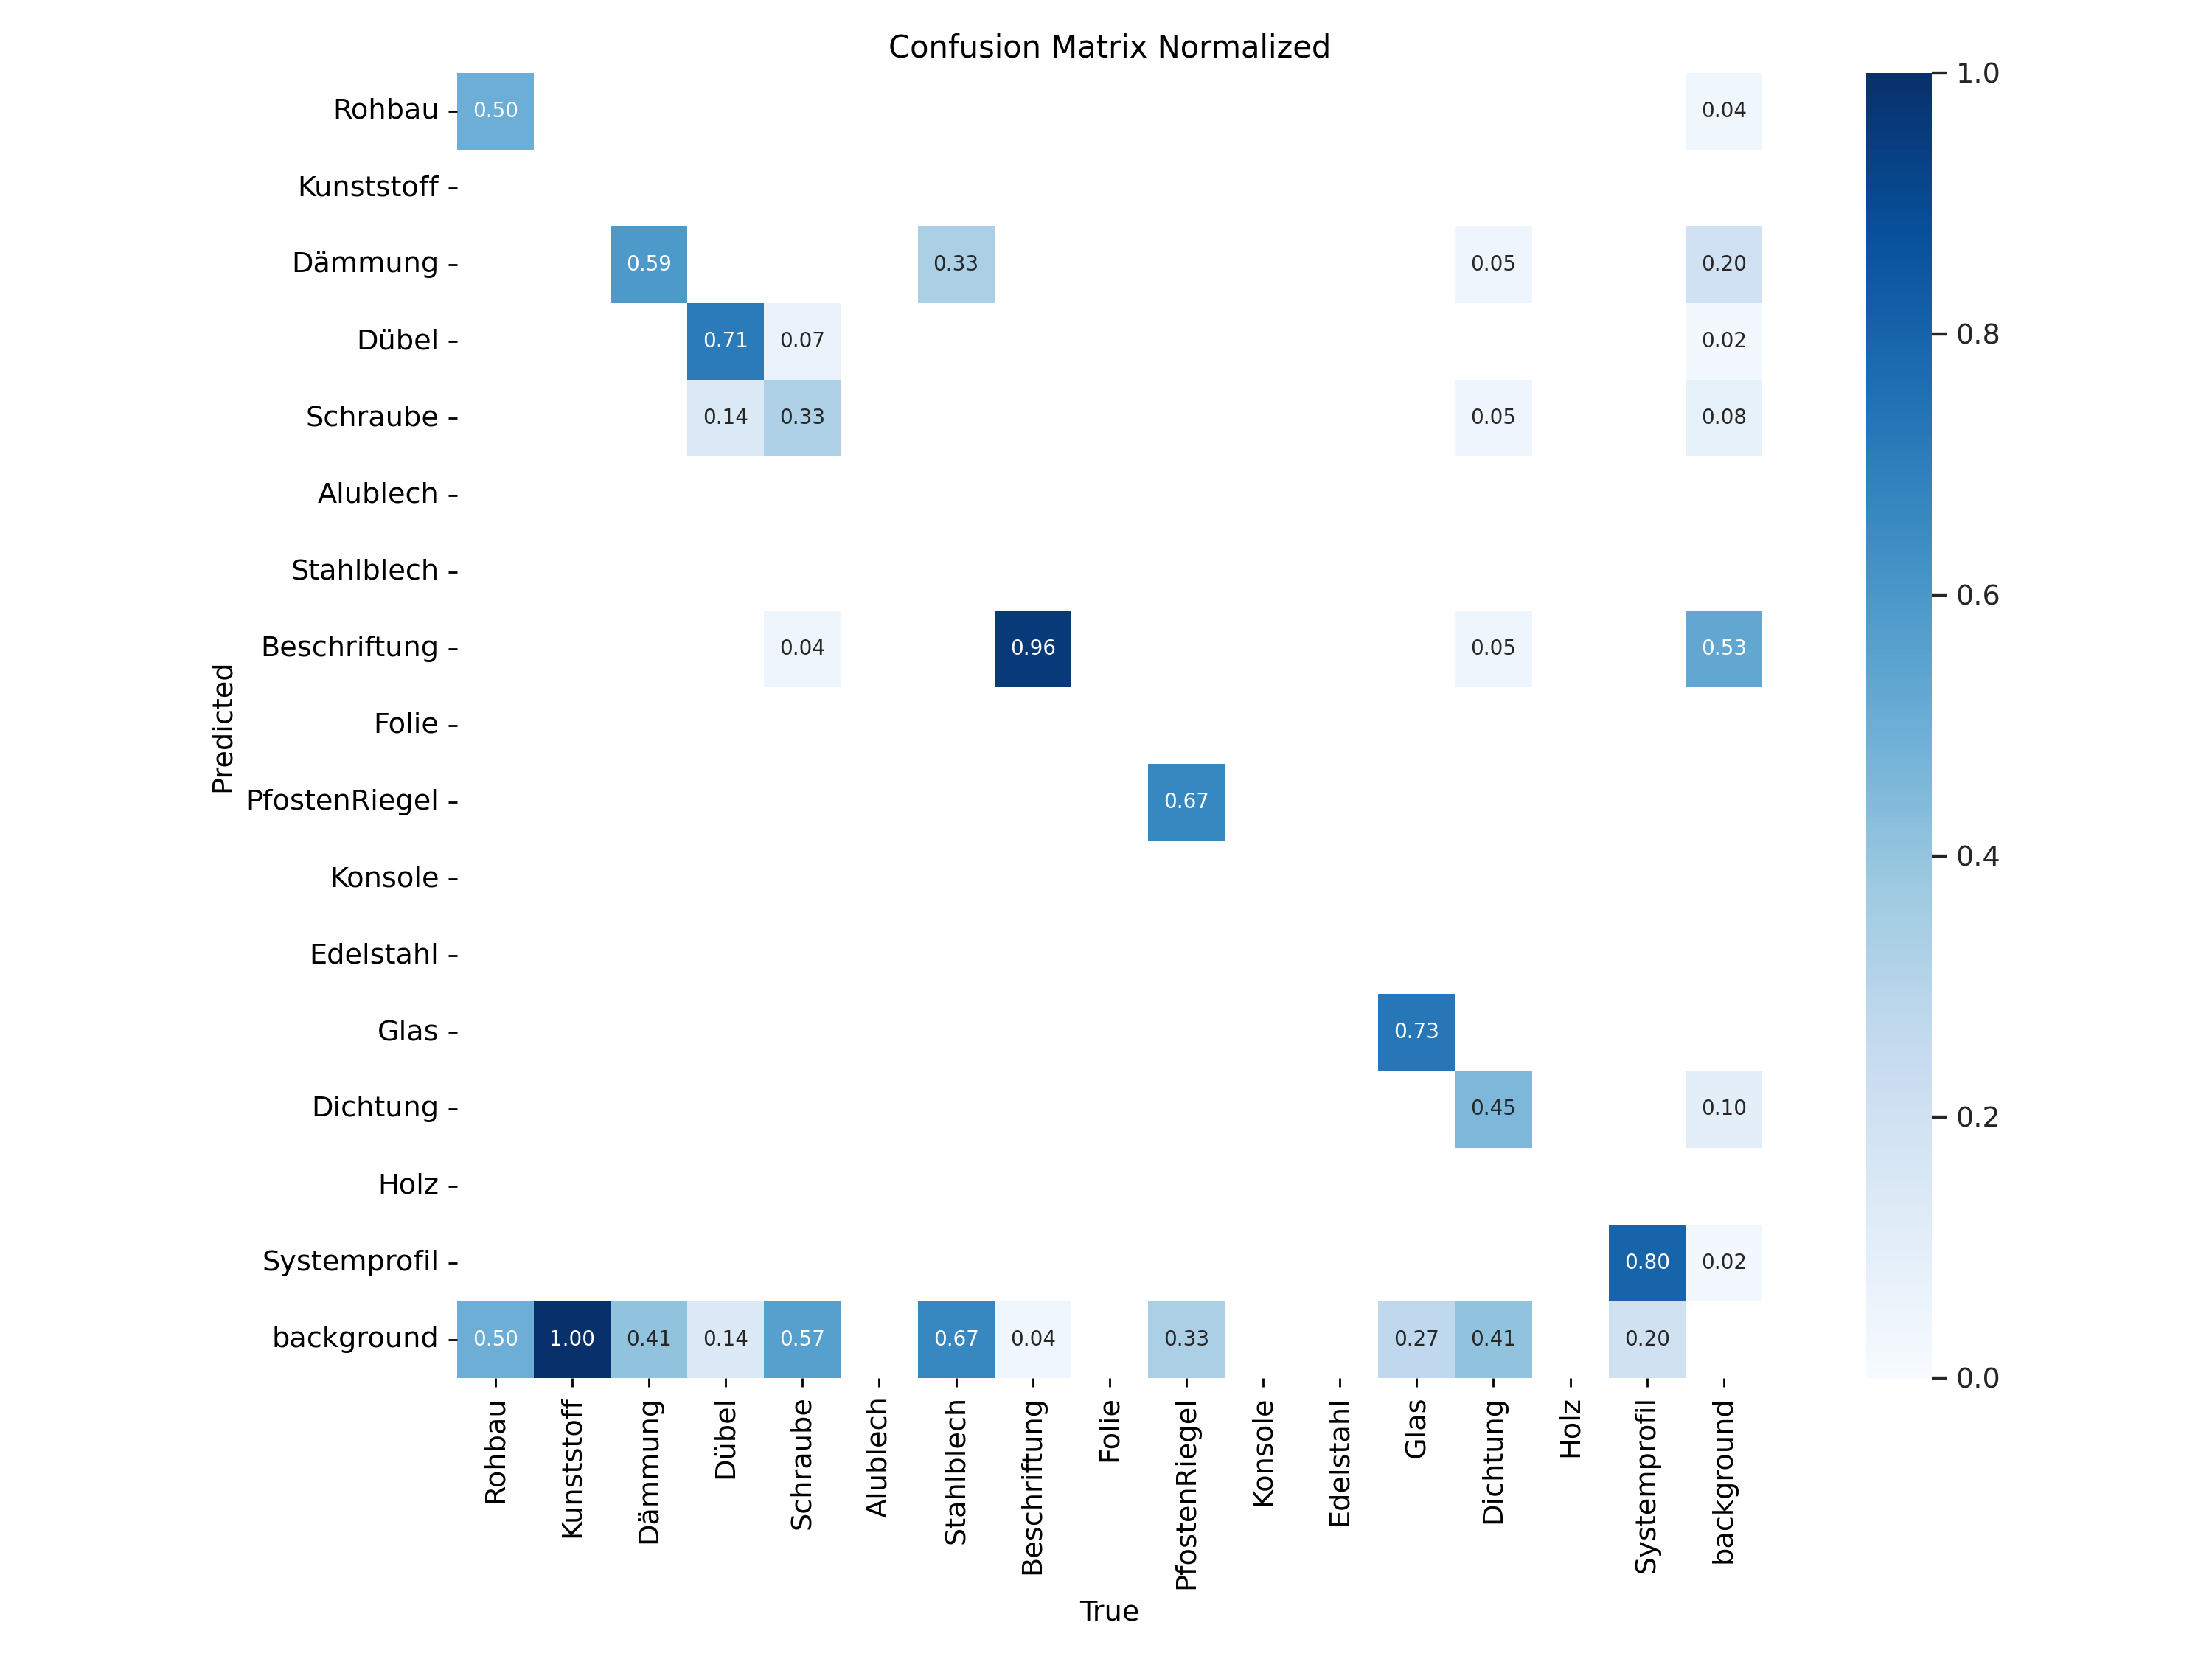 Confusion Matrix Normalized
Rohbau 0.50 0.04
Kunststoff
Dämmung 0.59 0.33 0.05 0.20
Dübel 0.71 0.07 0.02
Schraube 0.14 0.33 0.05 0.08
Alublech
Stahlblech
Beschriftung 0.04 0.96 0.05 0.53
Folie
PfostenRiegel 0.67
Konsole
Edelstahl
Glas 0.73
Dichtung 0.45 0.10
Holz
Systemprofil 0.80 0.02
background 0.50 1.00 0.41 0.14 0.57 0.67 0.04 0.33 0.27 0.41 0.20
Predicted
Rohbau
Kunststoff
Dämmung
Dübel
Schraube
Alublech
Stahlblech
Beschriftung
Folie
PfostenRiegel
Konsole
Edelstahl
Glas
Dichtung
Holz
Systemprofil
background
True
1.0
0.8
0.6
0.4
0.2
0.0